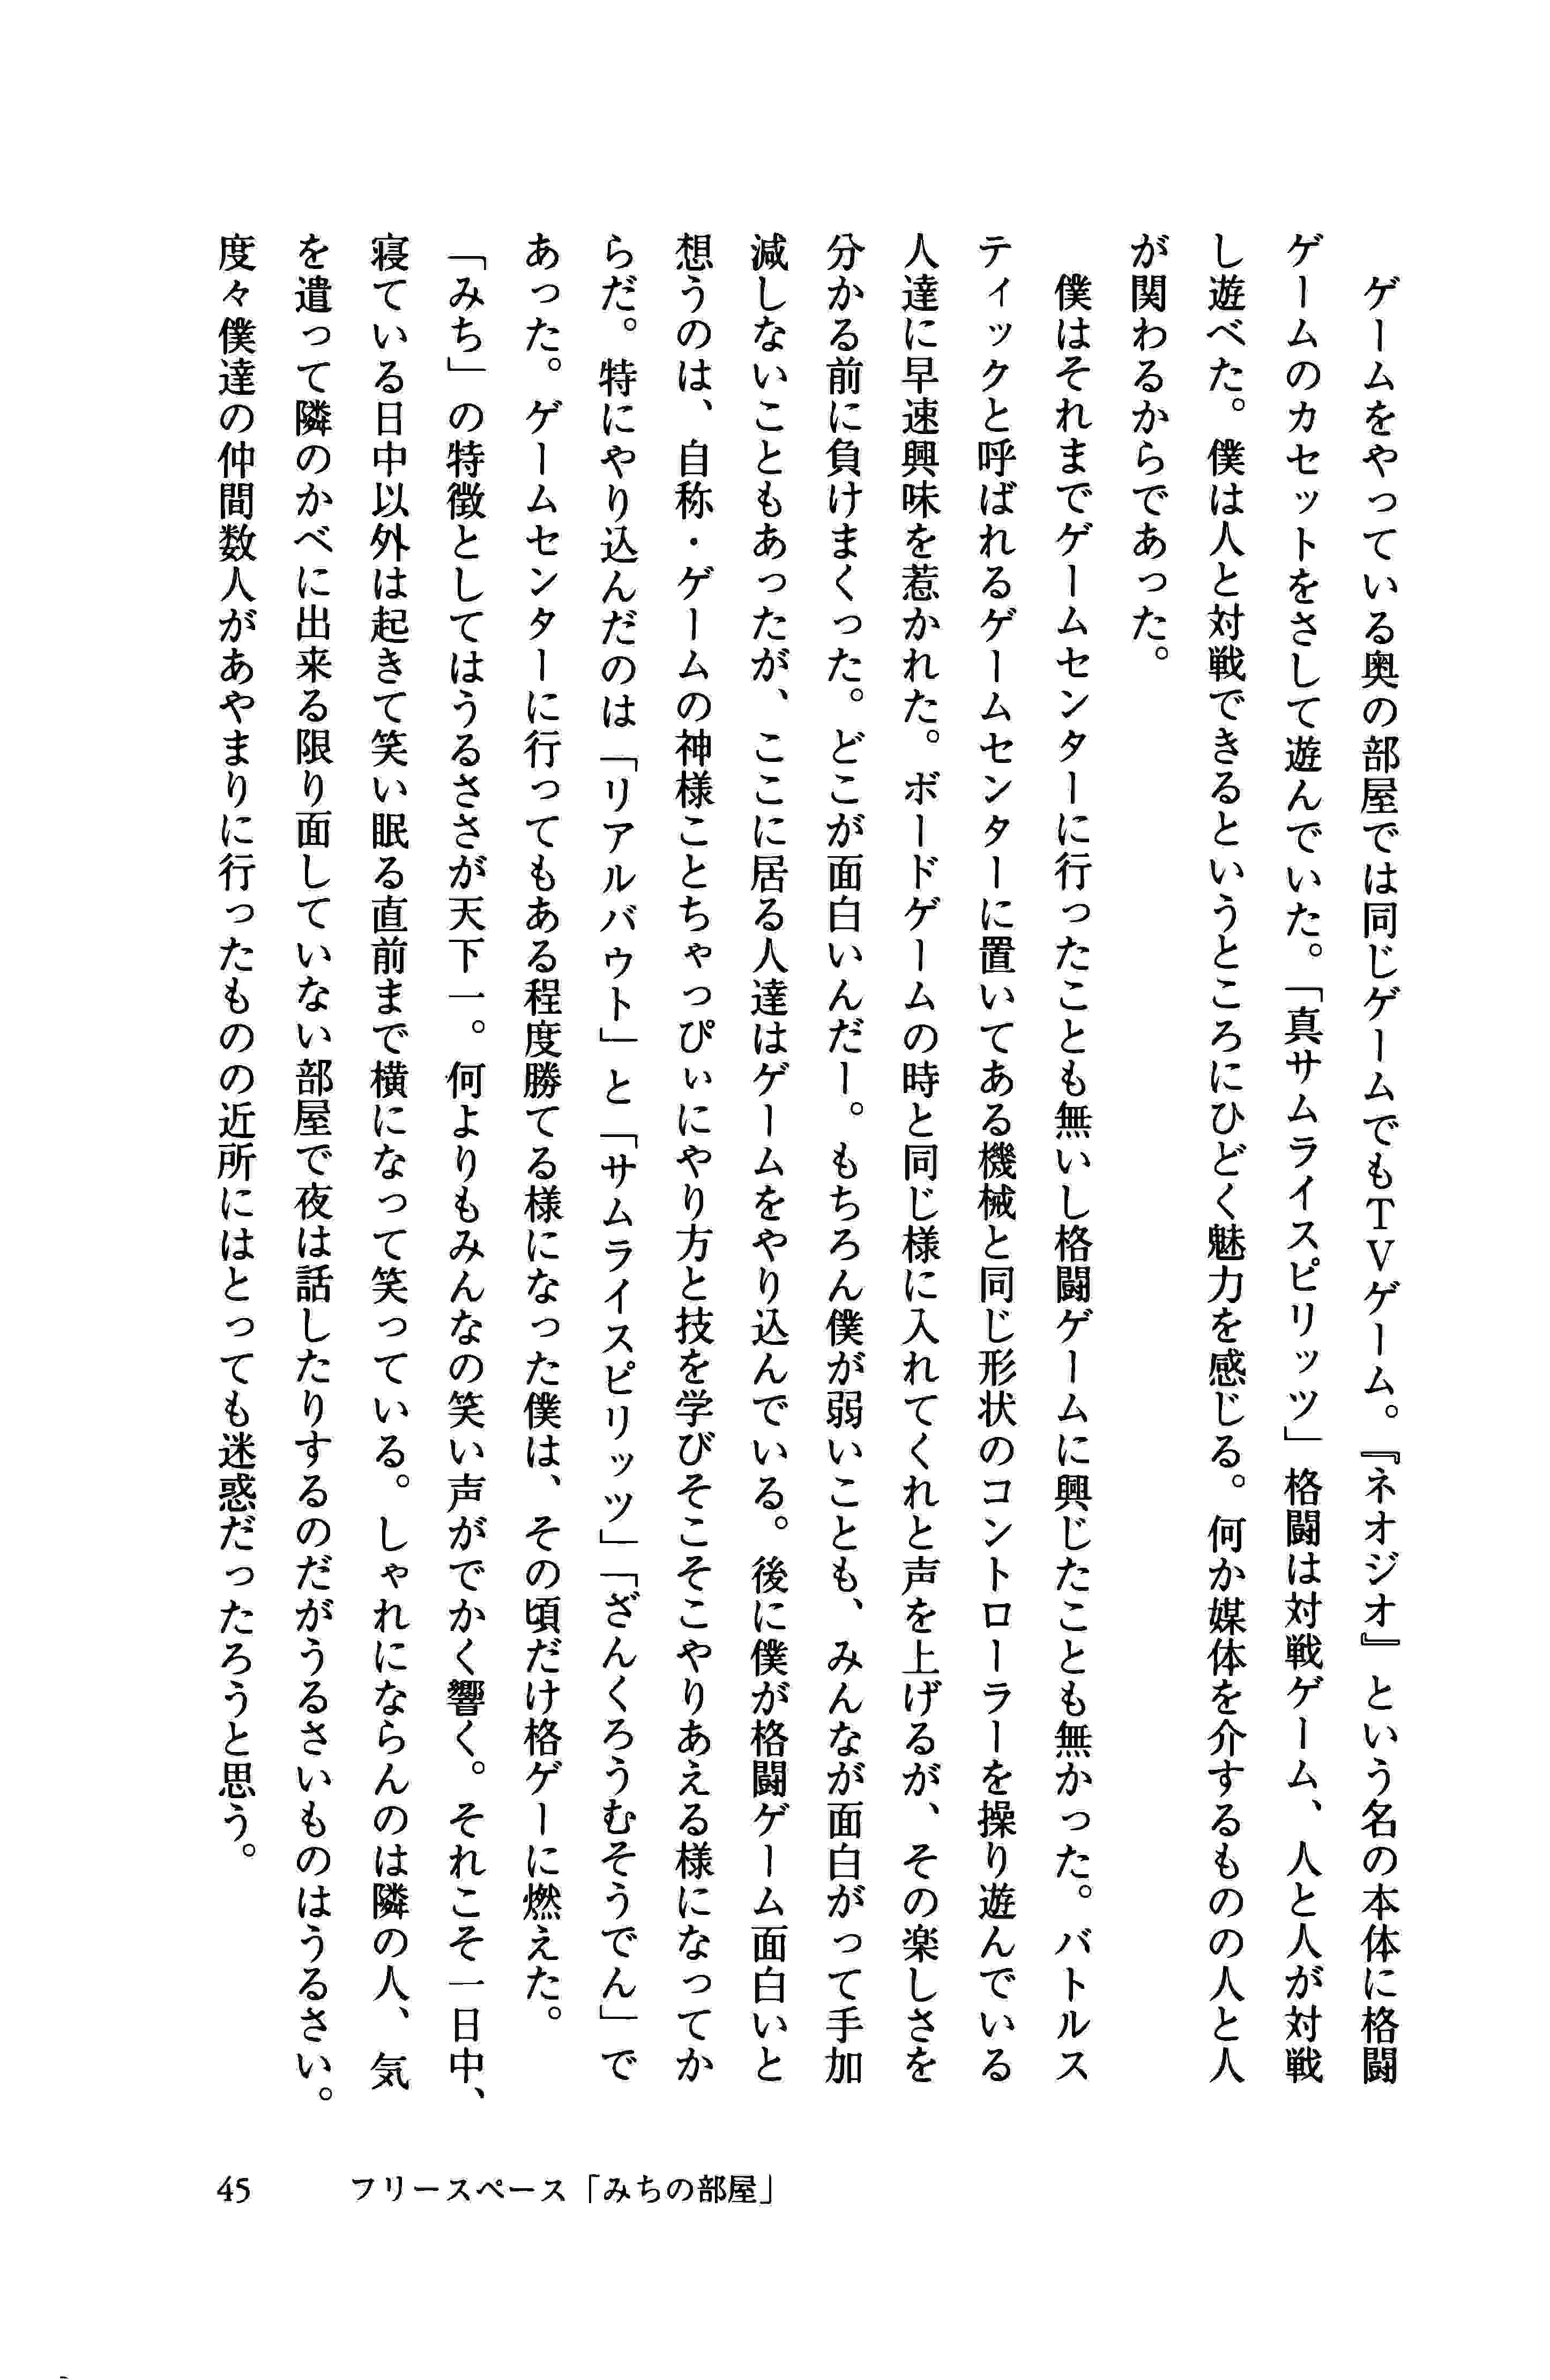 ゲームをやっている奥の部屋では同じゲームでもTVゲーム。『ネオジオ』という名の本体に格闘
ゲームのカセットをさして遊んでいた。「真サムライスピリッツ」格闘は対戦ゲーム、人と人が対戦
し遊べた。僕は人と対戦できるというところにひどく魅力を感じる。何か媒体を介するものの人と人
が関わるからであった。
　僕はそれまでゲームセンターに行ったことも無いし格闘ゲームに興じたことも無かった。バトルス
ティックと呼ばれるゲームセンターに置いてある機械と同じ形状のコントローラーを操り遊んでいる
人達に早速興味を惹かれた。ボードゲームの時と同じ様に入れてくれと声を上げるが、その楽しさを
分かる前に負けまくった。どこが面白いんだー。もちろん僕が弱いことも、みんなが面白がって手加
減しないこともあったが、ここに居る人達はゲームをやり込んでいる。後に僕が格闘ゲーム面白いと
想うのは、自称・ゲームの神様ことちゃっぴぃにやり方と技を学びそこそこやりあえる様になってか
らだ。特にやり込んだのは「リアルバウト」と「サムライスピリッツ」「ざんくろうむそうでん」で
あった。ゲームセンターに行ってもある程度勝てる様になった僕は、その頃だけ格ゲーに燃えた。
「みち」の特徴としてはうるささが天下一。何よりもみんなの笑い声がでかく響く。それこそ一日中、
寝ている日中以外は起きて笑い眠る直前まで横になって笑っている。しゃれにならんのは隣の人、気
を遣って隣のかべに出来る限り面していない部屋で夜は話したりするのだがうるさいものはうるさい。
度々僕達の仲間数人があやまりに行ったものの近所にはとっても迷惑だったろうと思う。
45　フリースペース「みちの部屋」